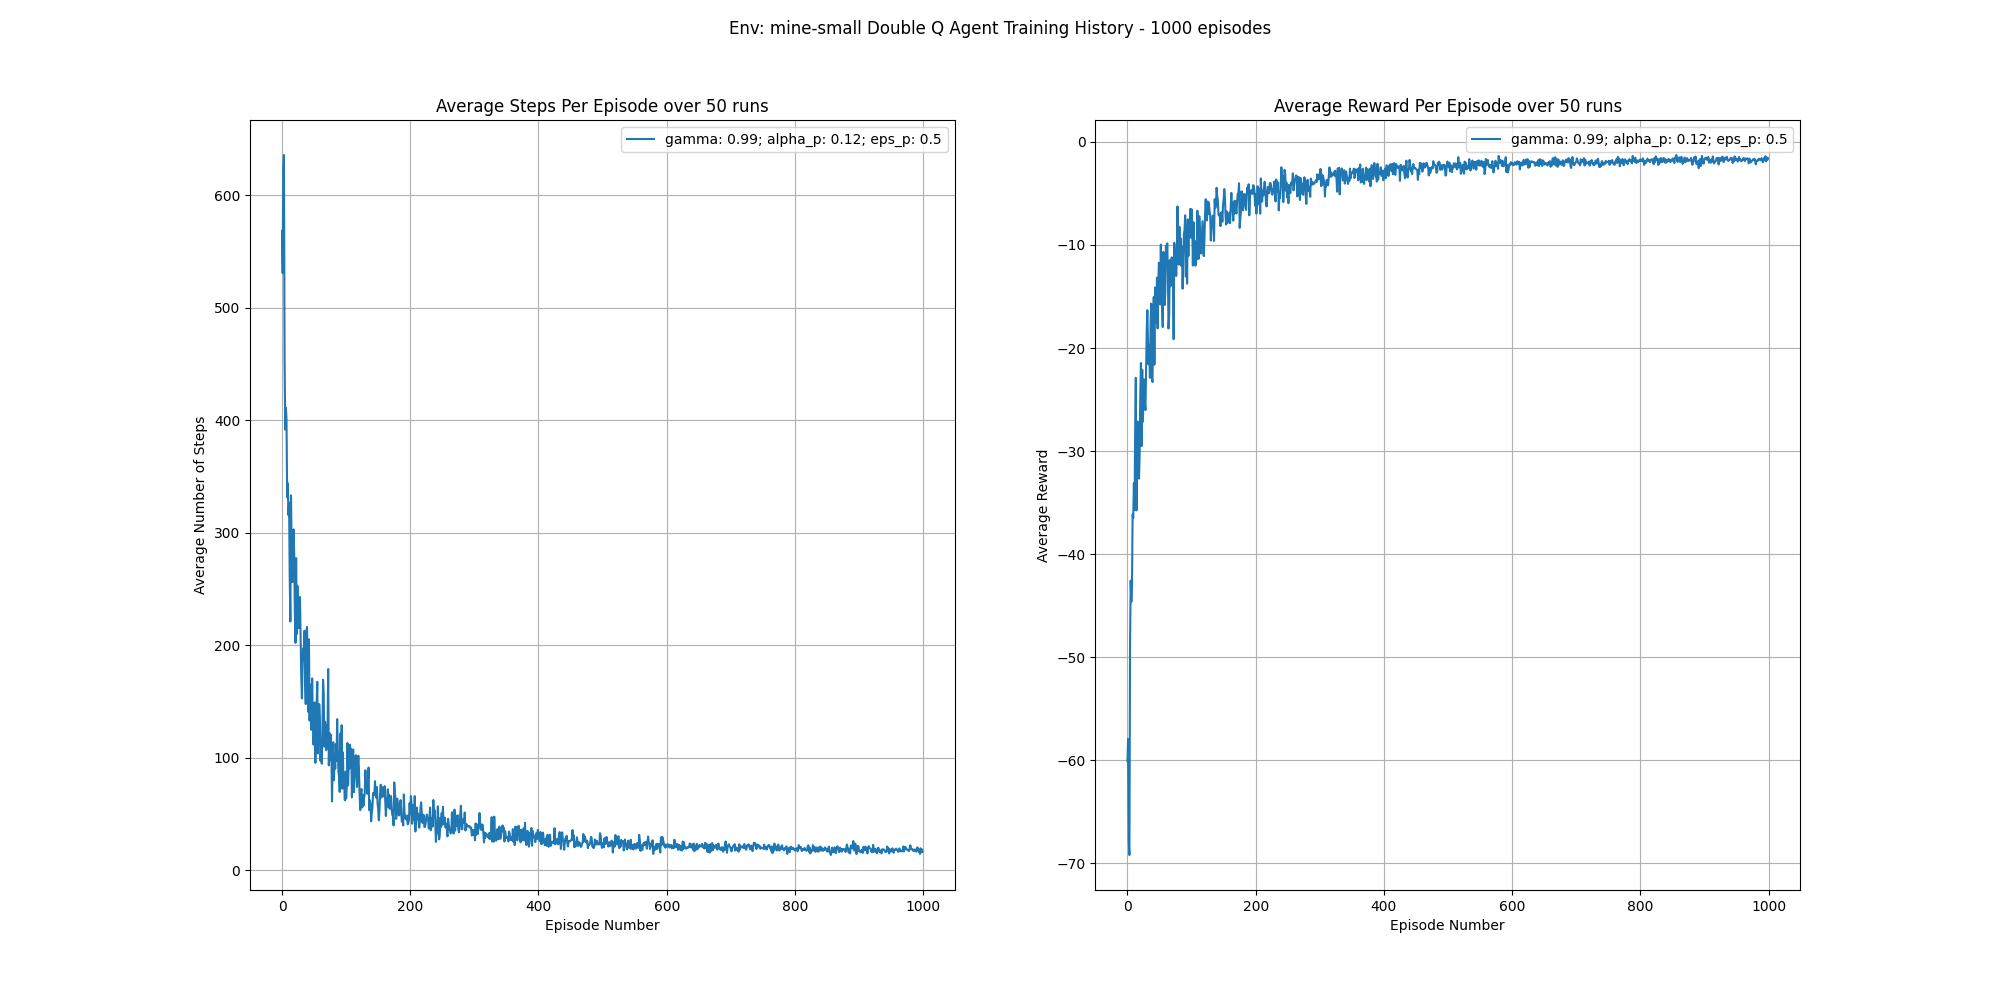 Env: mine-small Double Q Agent Training History - 1000 episodes
Average Steps Per Episode over 50 runs
gamma: 0.99; alpha_p: 0.12; eps_p: 0.5
600
500
400
300
200
100
0
Average Number of Steps
0 200 400 600 800 1000
Episode Number
Average Reward Per Episode over 50 runs
gamma: 0.99; alpha_p: 0.12; eps_p: 0.5
0
−10
−20
−30
−40
−50
−60
−70
Average Reward
0 200 400 600 800 1000
Episode Number